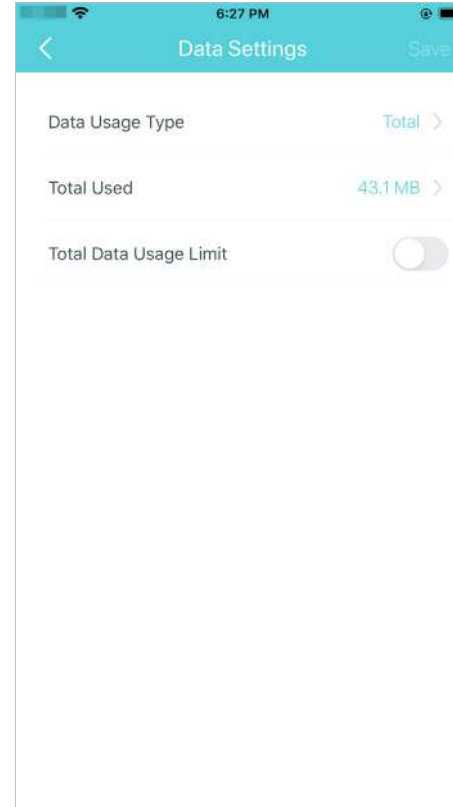 6:27 PM
Data Settings
Save
Data Usage Type
Total
Total Used
43.1 MB
Total Data Usage Limit